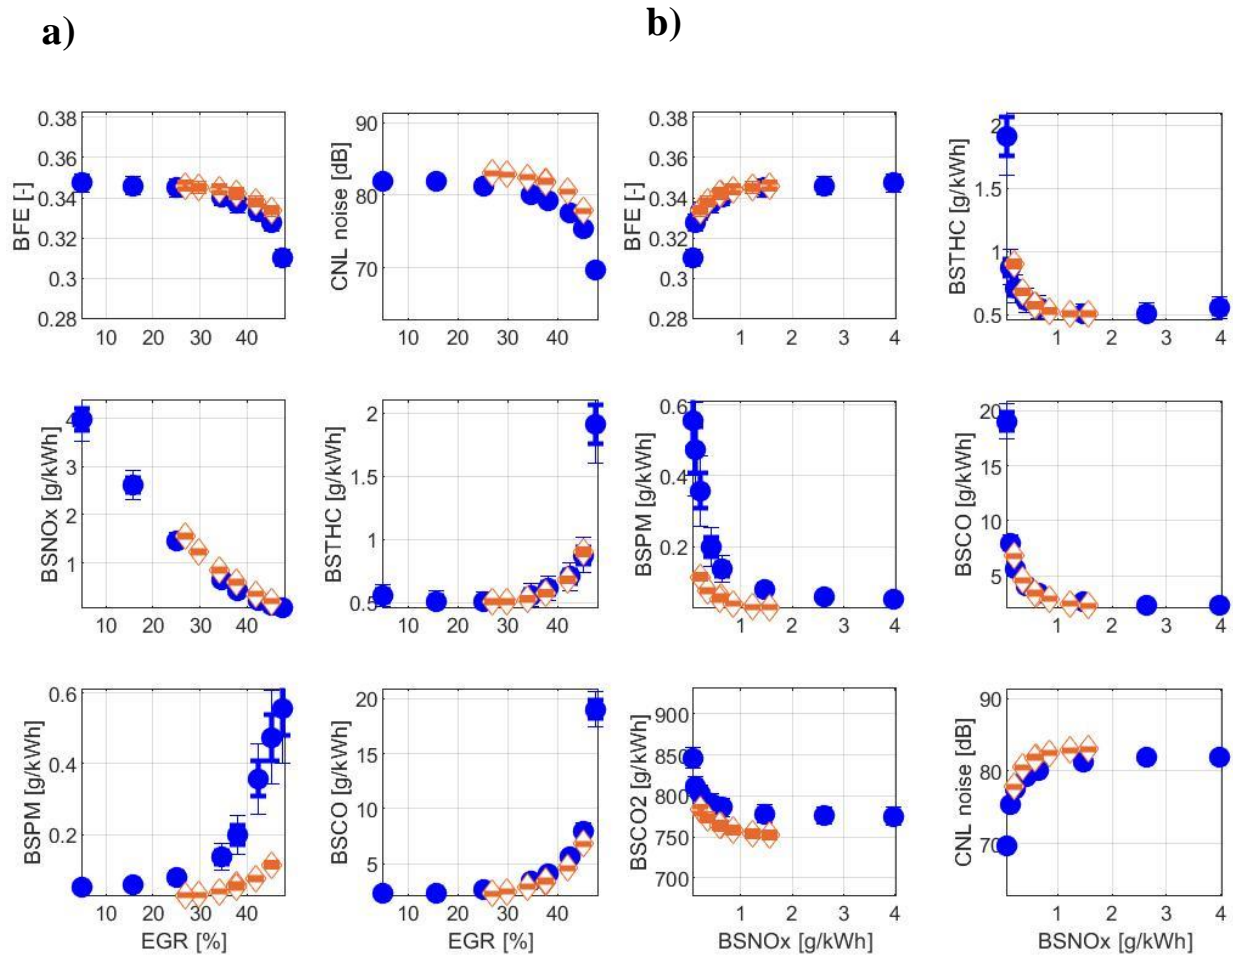 a)
b)
0.38
0.36
0.34
0.32
0.3
0.28
10 20 30 40
BFE [-]
90
80
70
10 20 30 40
CNL noise [dB]
0.38
0.36
0.34
0.32
0.3
0.28
1 2 3 4
BFE [-]
2
1.5
1
0.5
1 2 3 4
BSTHC [g/kWh]
4
3
2
1
10 20 30 40
BSNOx [g/kWh]
2
1.5
1
0.5
10 20 30 40
BSTHC [g/kWh]
0.6
0.4
0.2
1 2 3 4
BSPM [g/kWh]
20
15
10
5
1 2 3 4
BSCO [g/kWh]
0.6
0.4
0.2
10 20 30 40
BSPM [g/kWh]
EGR [%]
20
15
10
5
10 20 30 40
BSCO [g/kWh]
EGR [%]
900
850
800
750
700
1 2 3 4
BSCO2 [g/kWh]
BSNOx [g/kWh]
90
80
70
1 2 3 4
CNL noise [dB]
BSNOx [g/kWh]